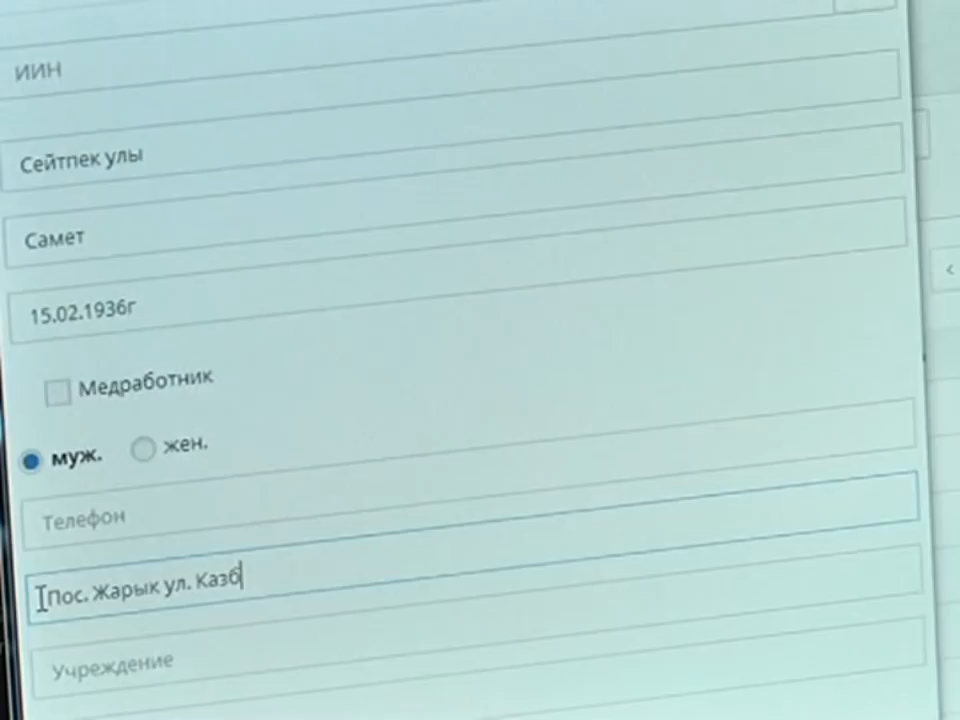 ИИН
Сейтпек улы
Самет
15.02.1936г
Медработник
муж. жен.
Телефон
Пос. Жарык ул. Казб
Учреждение